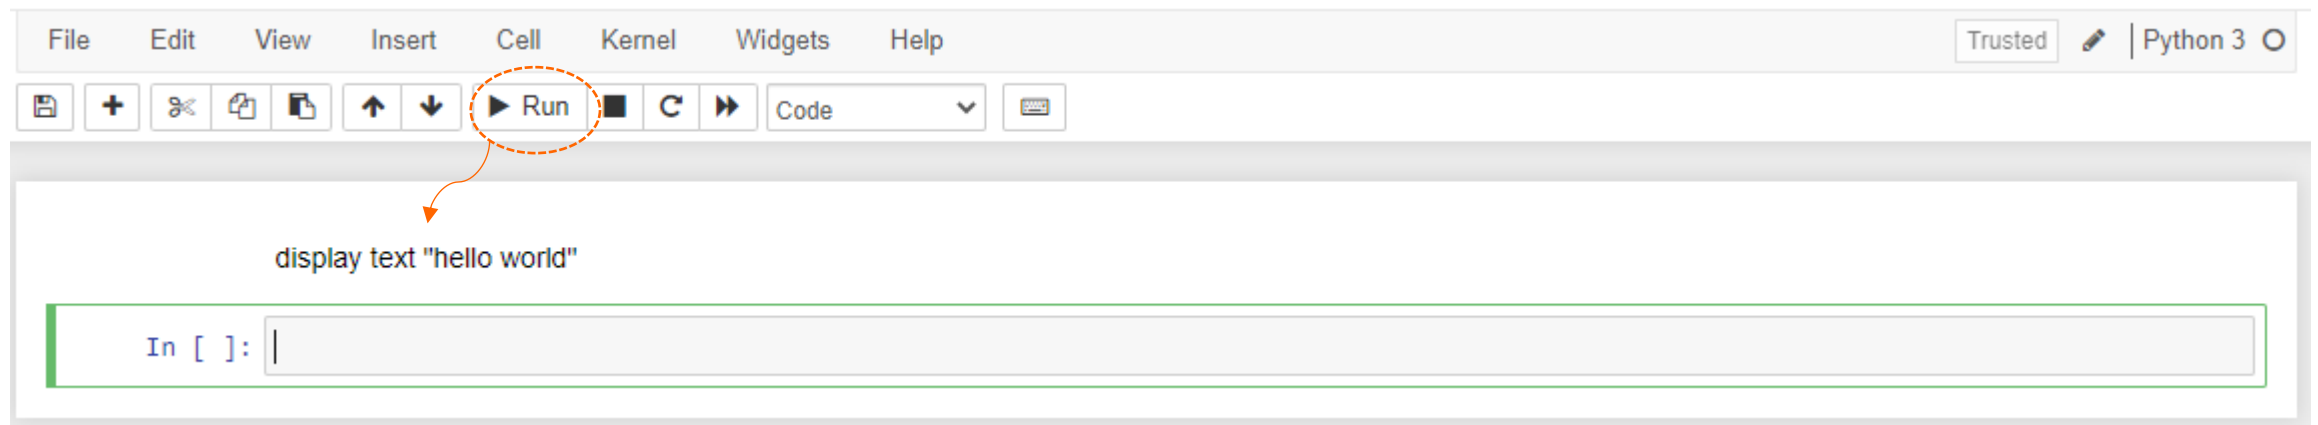 File Edit View Insert Cell Kernel Widgets Help Trusted Python 3
Run Code
display text "hello world"
In [ ]: